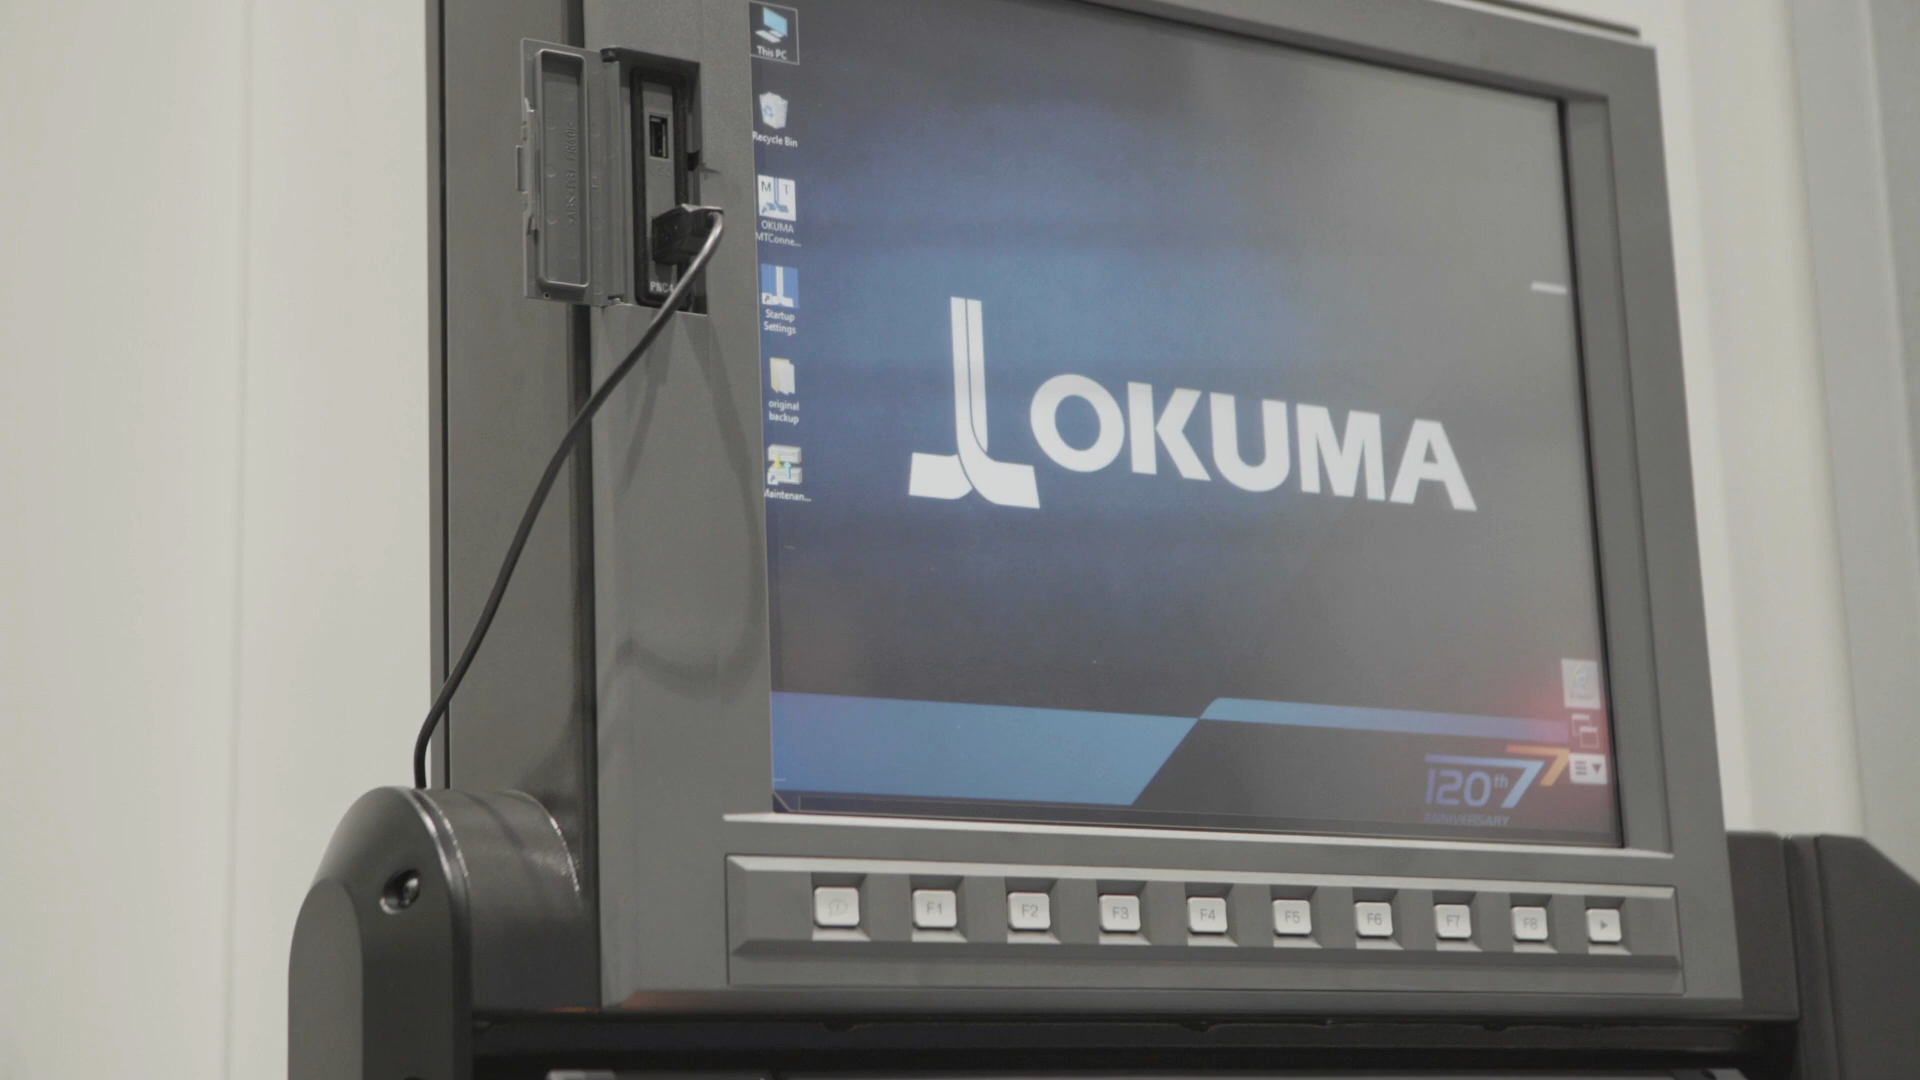 This PC
Recycle Bin
M T
OKUMA
MTConne...
Startup
Settings
original
backup
Maintenan...
OKUMA
120th
ANNIVERSARY
F1
F2
F3
F4
F5
F6
F7
F8